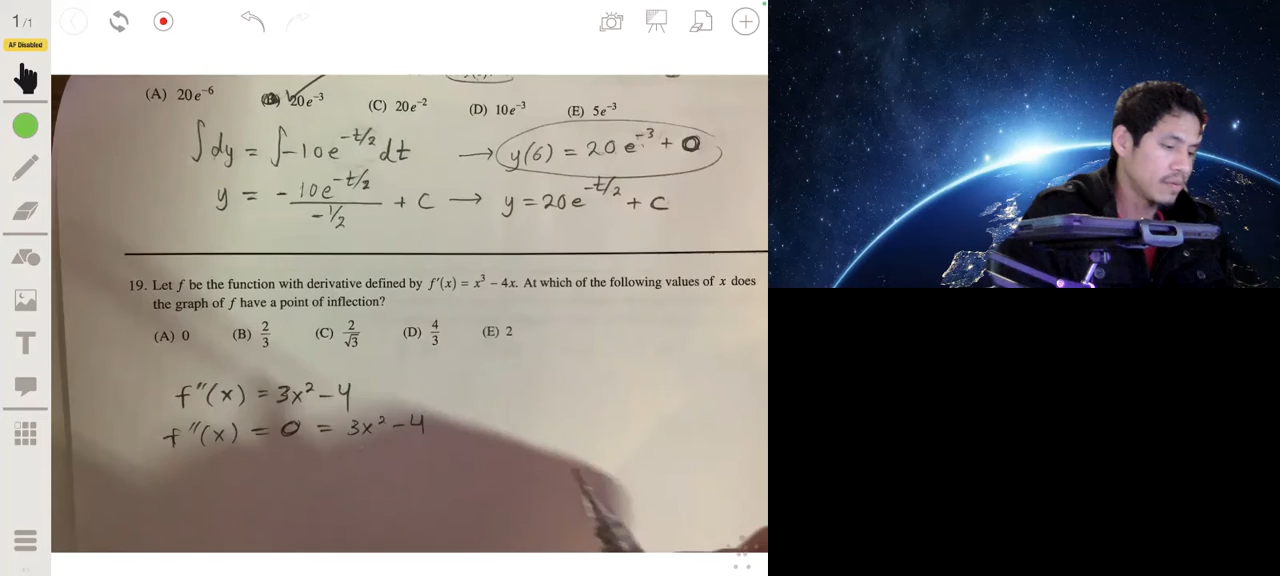 1/1
AF Disabled
(A) 20e^{-6} (B) 20e^{-3} (C) 20e^{-2} (D) 10e^{-3} (E) 5e^{-3}
∫dy = ∫-10e^{-t/2}dt → y(6) = 20e^{-3} + 0
y = \frac{-10e^{-t/2}}{-1/2} + C → y = 20e^{-t/2} + C
19. Let f be the function with derivative defined by f'(x) = x³ − 4x. At which of the following values of x does
the graph of f have a point of inflection?
(A) 0 (B) 2/3 (C) 2/√3 (D) 4/3 (E) 2
f''(x) = 3x² − 4
f''(x) = 0 = 3x² − 4
T